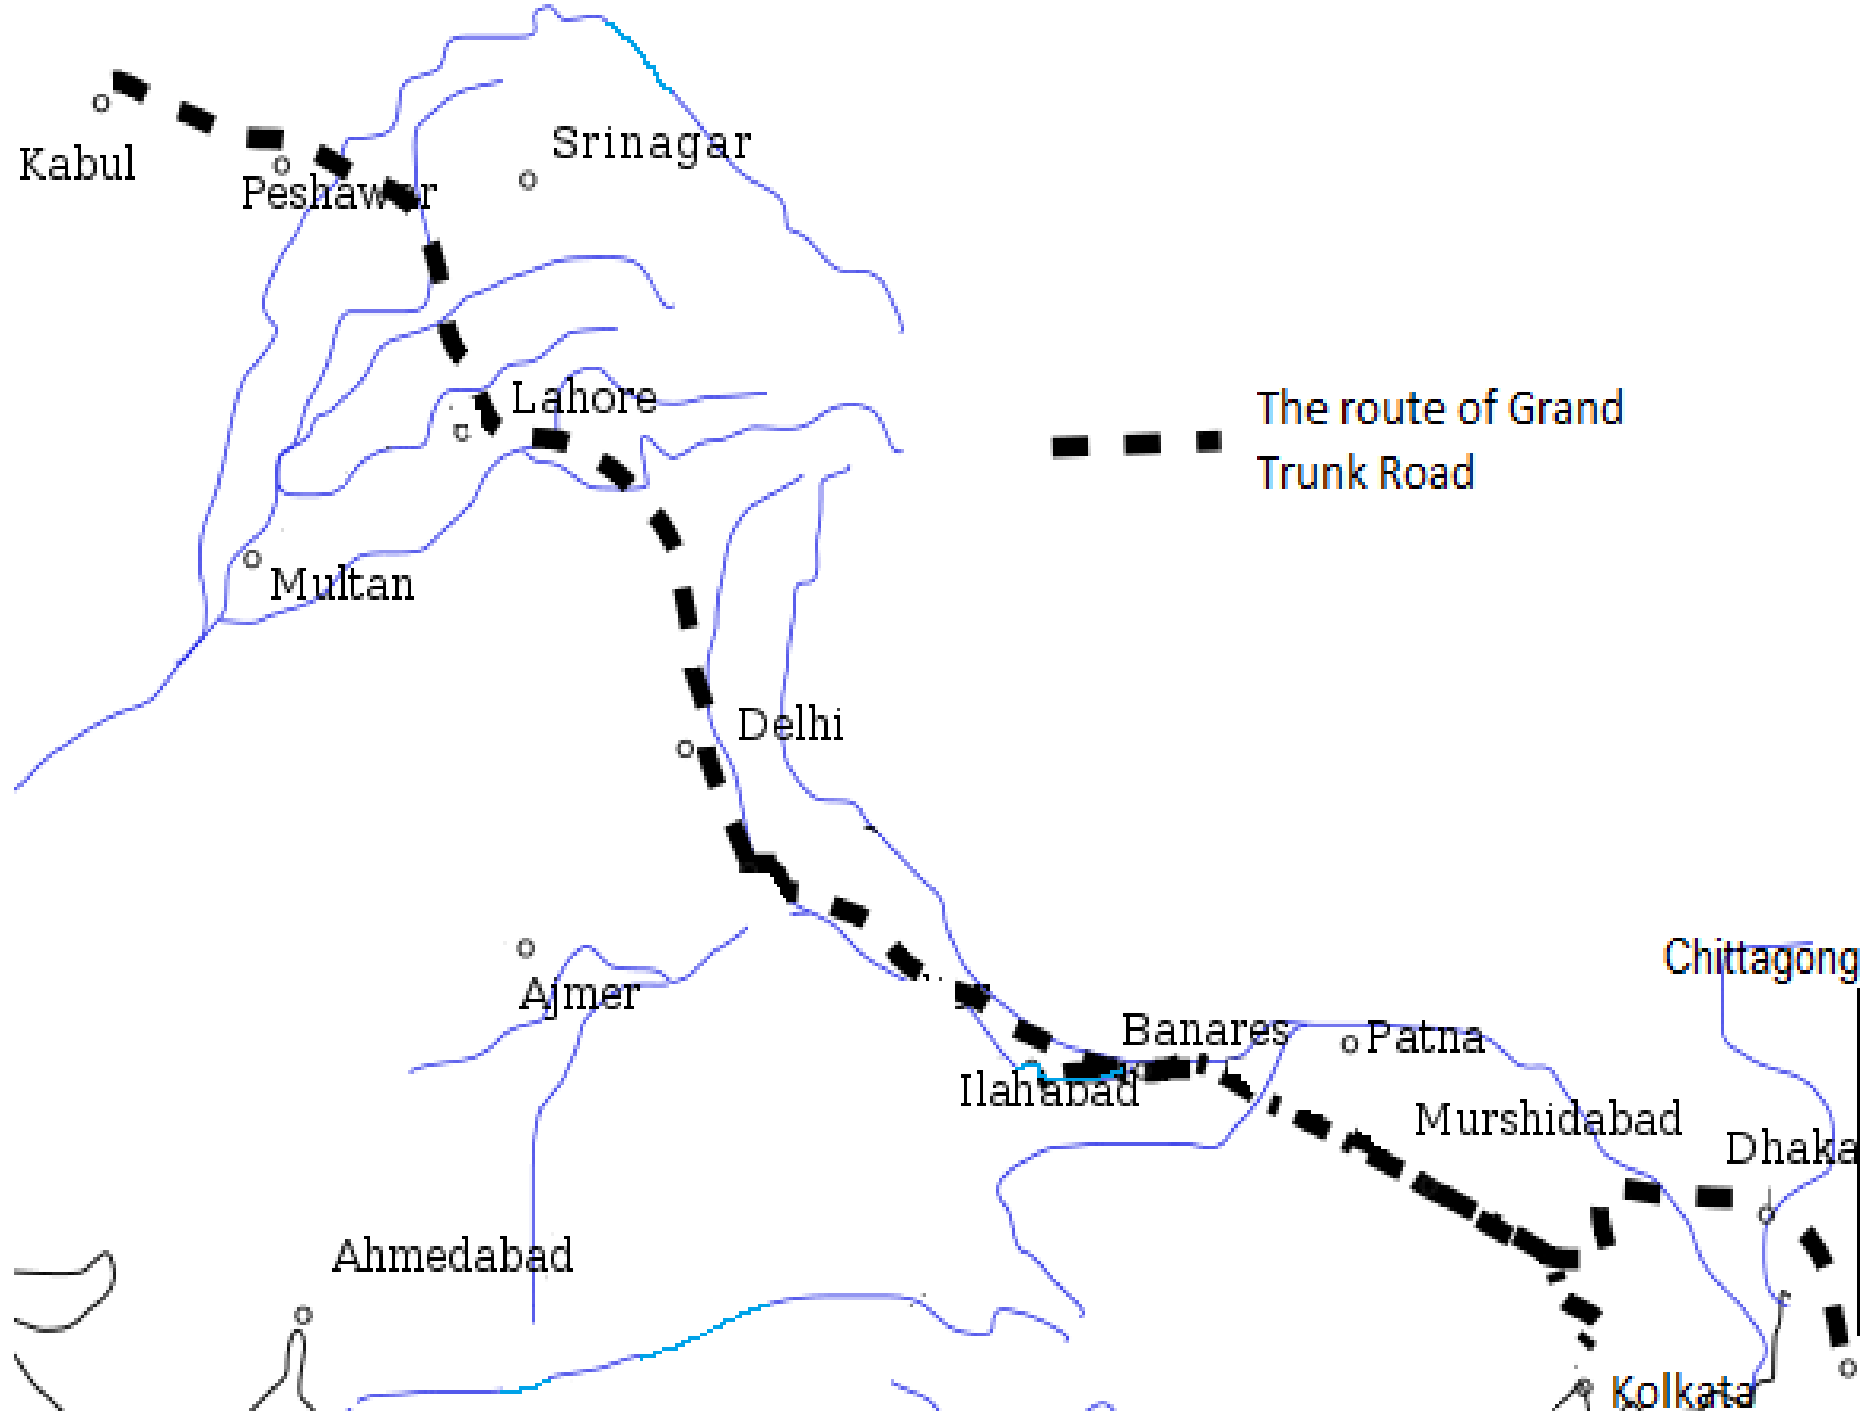 Kabul
Srinagar
Peshawar
Lahore
The route of Grand
Trunk Road
Multan
Delhi
Chittagong
Ajmer
Banares
Patna
Ilahabad
Murshidabad
Dhaka
Ahmedabad
Kolkata